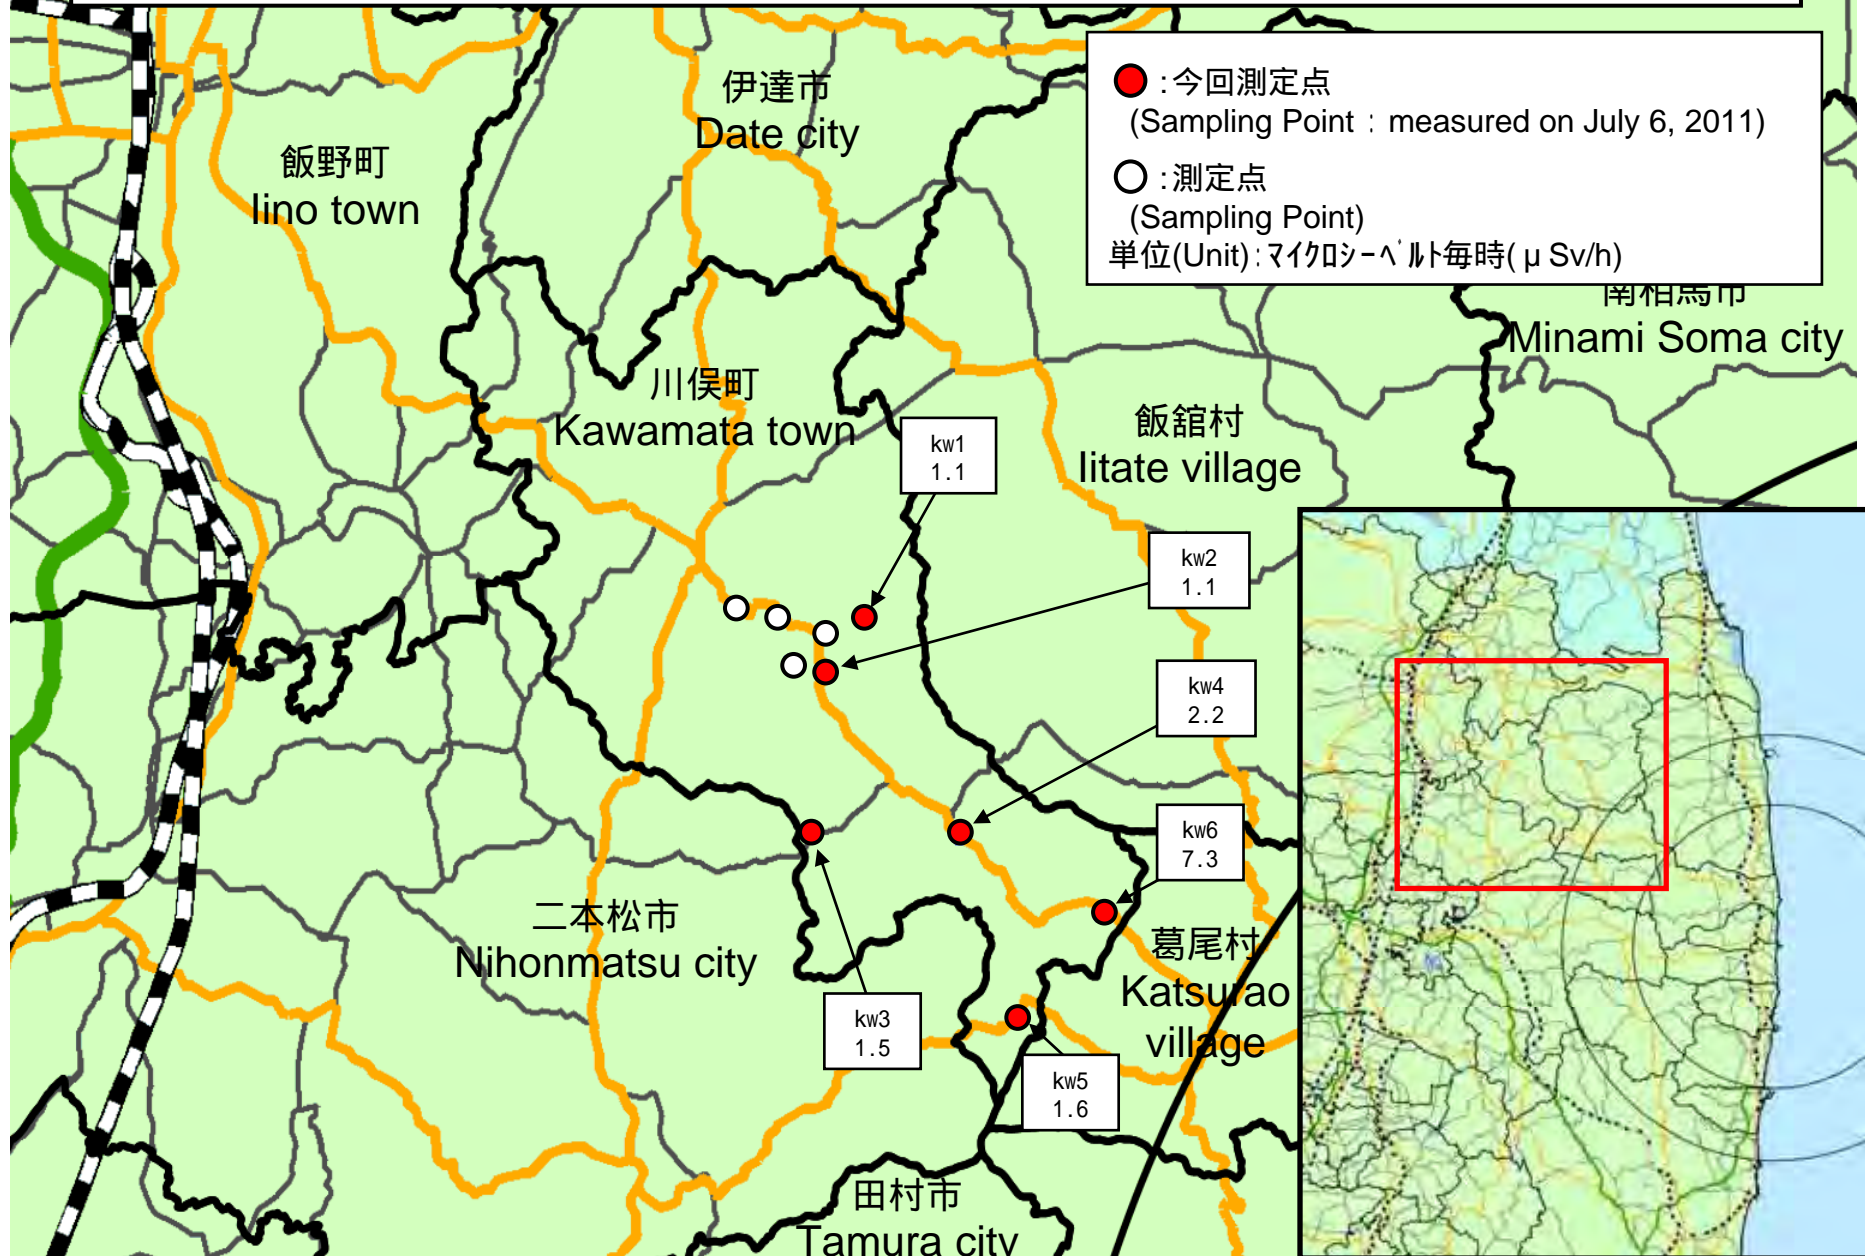 ●:今回測定点
(Sampling Point : measured on July 6, 2011)
○:測定点
(Sampling Point)
単位(Unit):マイクロシーベルト毎時(μSv/h)
伊達市
Date city
飯野町
Iino town
南相馬市
Minami Soma city
川俣町
Kawamata town
飯舘村
Iitate village
kw1
1.1
kw2
1.1
kw4
2.2
kw6
7.3
二本松市
Nihonmatsu city
葛尾村
Katsurao
village
kw3
1.5
kw5
1.6
田村市
Tamura city